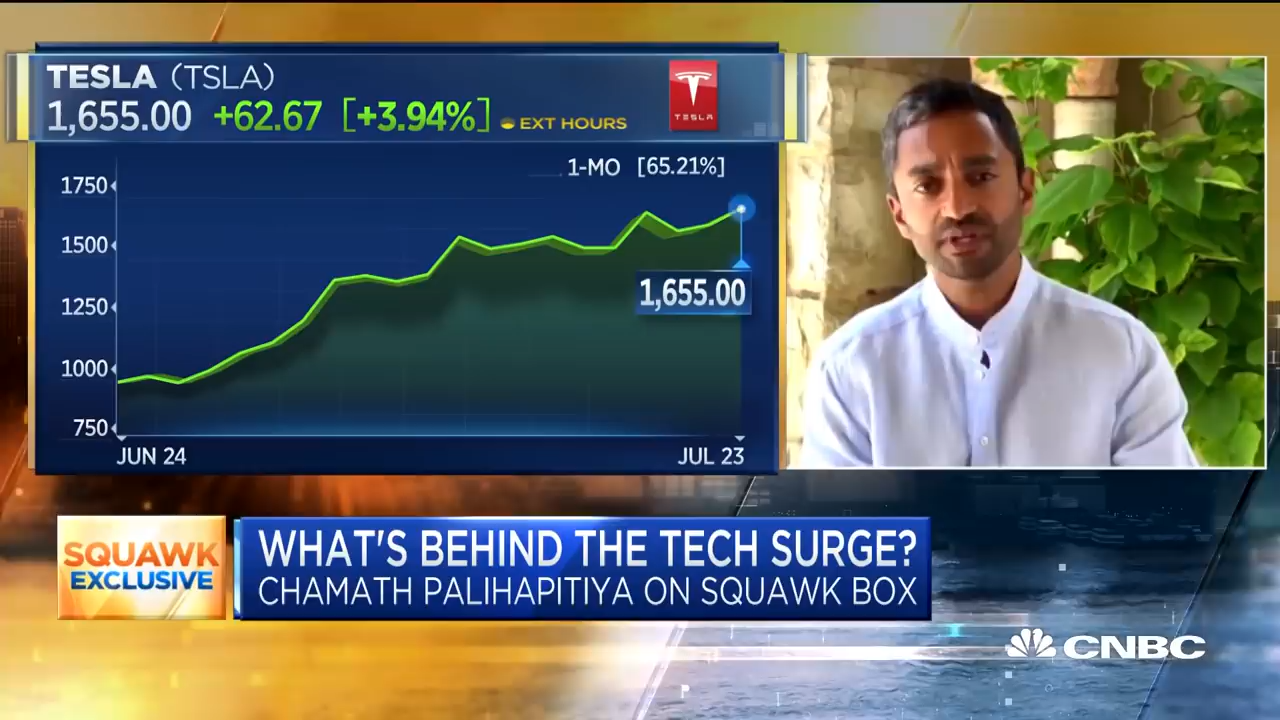 TESLA (TSLA)
1,655.00 +62.67 [+3.94%] EXT HOURS
TESLA
1-MO [65.21%]
1750
1500
1250
1000
750
1,655.00
JUN 24 JUL 23
SQUAWK
EXCLUSIVE
WHAT'S BEHIND THE TECH SURGE?
CHAMATH PALIHAPITIYA ON SQUAWK BOX
CNBC